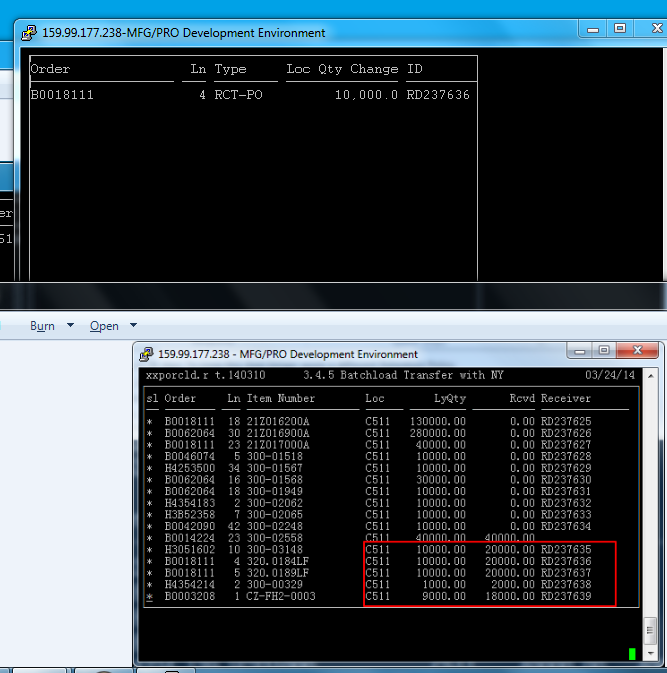 159.99.177.238-MFG/PRO Development Environment
Order Ln Type Loc Qty Change ID
B0018111 4 RCT-PO 10,000.0 RD237636
er
51
Burn Open
159.99.177.238 - MFG/PRO Development Environment
xxporcld.r t.140310 3.4.5 Batchload Transfer with NY 03/24/14
sl Order Ln Item Number Loc LyQty Rcvd Receiver
* B0018111 18 21Z016200A C511 130000.00 0.00 RD237625
* B0062064 30 21Z016900A C511 280000.00 0.00 RD237626
* B0018111 23 21Z017000A C511 40000.00 0.00 RD237627
* B0046074 5 300-01518 C511 10000.00 0.00 RD237628
* H4253500 34 300-01567 C511 10000.00 0.00 RD237629
* B0062064 16 300-01568 C511 30000.00 0.00 RD237630
* B0062064 18 300-01949 C511 10000.00 0.00 RD237631
* H4354183 2 300-02062 C511 10000.00 0.00 RD237632
* H3B52358 7 300-02065 C511 10000.00 0.00 RD237633
* B0042090 42 300-02248 C511 10000.00 0.00 RD237634
* B0014224 23 300-02558 C511 40000.00 40000.00
* H3051602 10 300-03148 C511 10000.00 20000.00 RD237635
* B0018111 4 320.0184LF C511 10000.00 20000.00 RD237636
* B0018111 5 320.0189LF C511 10000.00 20000.00 RD237637
* H4354214 2 300-00329 C511 1000.00 2000.00 RD237638
* B0003208 1 CZ-FH2-0003 C511 9000.00 18000.00 RD237639